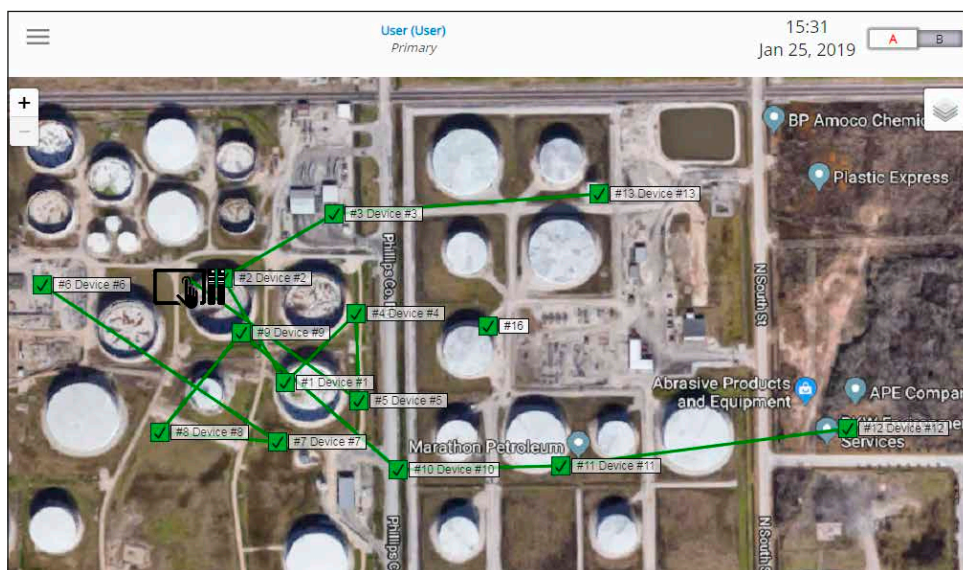 User (User)
Primary
15:31
Jan 25, 2019
A
B
+
−
BP Amoco Chemic
Plastic Express
#13 Device #13
#3 Device #3
Phillips Co.
N South St
#2 Device #2
#6 Device #6
#4 Device #4
#16
#9 Device #9
#1 Device #1
Abrasive Products
and Equipment
APE Compar
#5 Device #5
#8 Device #8
#7 Device #7
#12 Device #12
Services
Marathon Petroleum
#10 Device #10
#11 Device #11
Phillips C
N South S